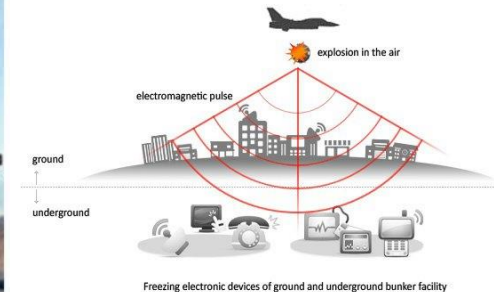 explosion in the air
electromagnetic pulse
ground
underground
Freezing electronic devices of ground and underground bunker facility